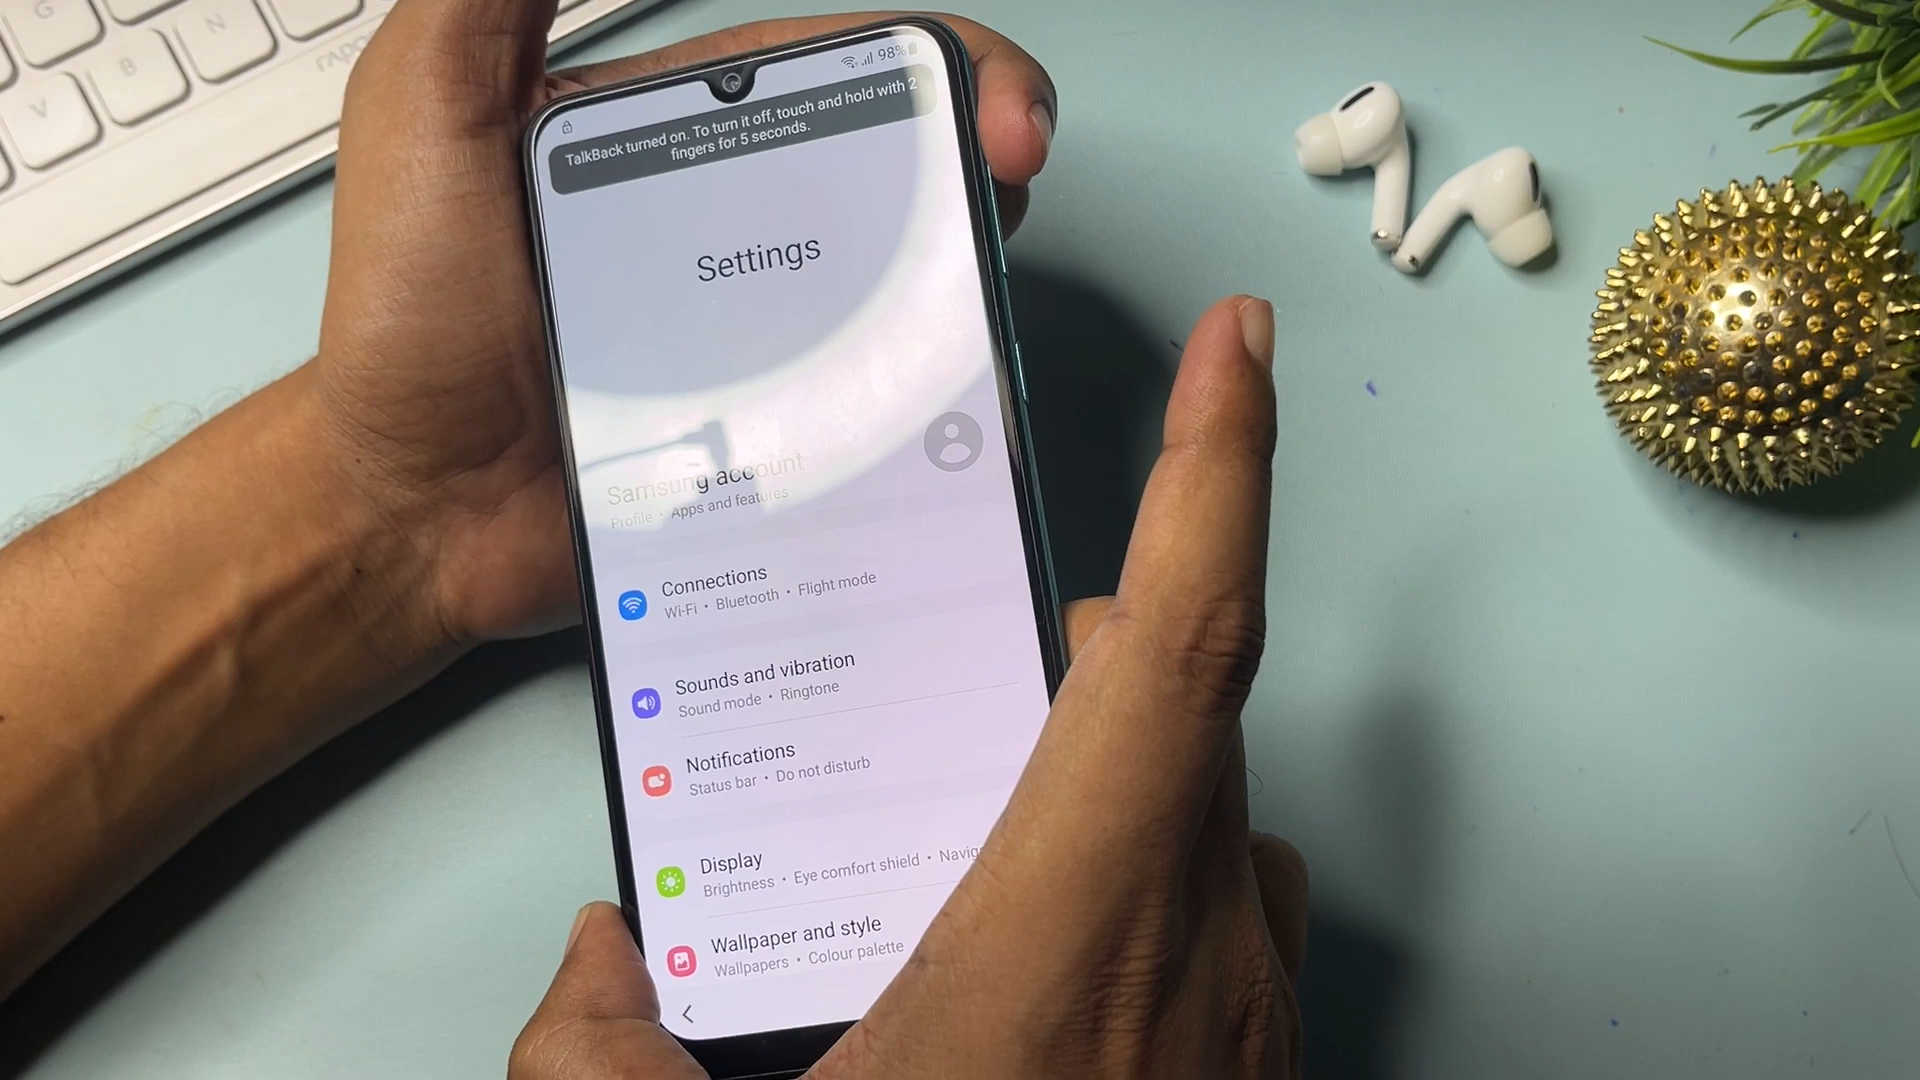 G
V
B
N
RAPOO
98%
TalkBack turned on. To turn it off, touch and hold with 2
fingers for 5 seconds.
Settings
Samsung account
Profile • Apps and features
Connections
Wi-Fi • Bluetooth • Flight mode
Sounds and vibration
Sound mode • Ringtone
Notifications
Status bar • Do not disturb
Display
Brightness • Eye comfort shield • Navig
Wallpaper and style
Wallpapers • Colour palette